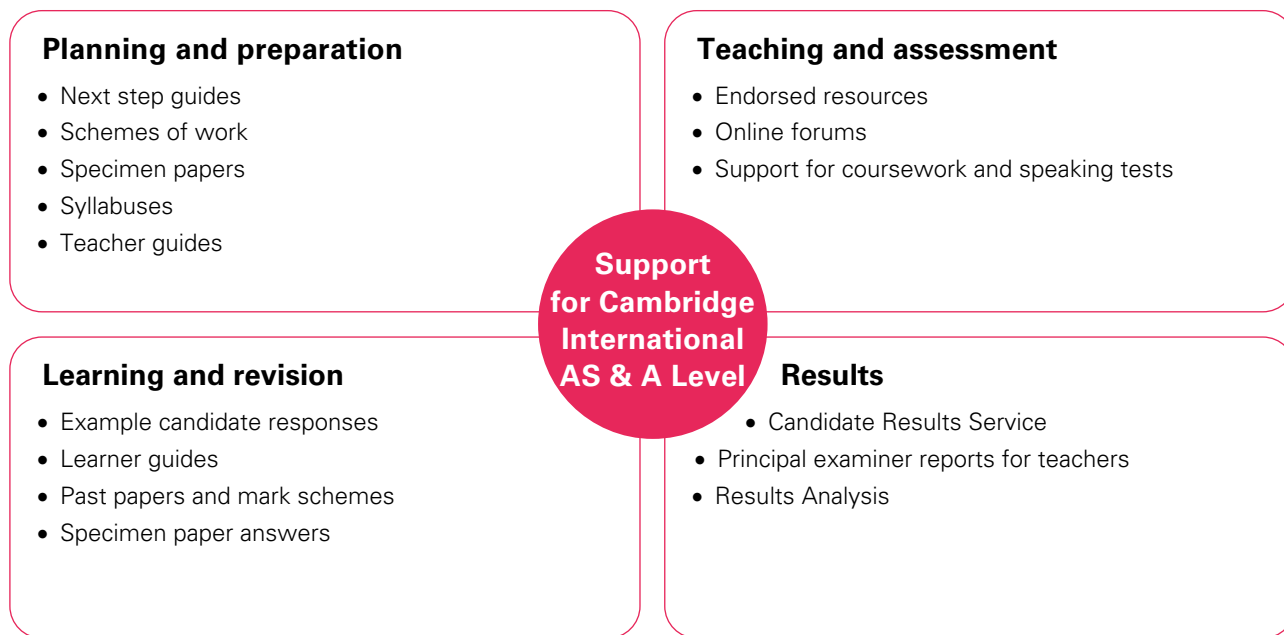 Planning and preparation
• Next step guides
• Schemes of work
• Specimen papers
• Syllabuses
• Teacher guides
Teaching and assessment
• Endorsed resources
• Online forums
• Support for coursework and speaking tests
Support
for Cambridge
International
AS & A Level
Learning and revision
• Example candidate responses
• Learner guides
• Past papers and mark schemes
• Specimen paper answers
Results
• Candidate Results Service
• Principal examiner reports for teachers
• Results Analysis